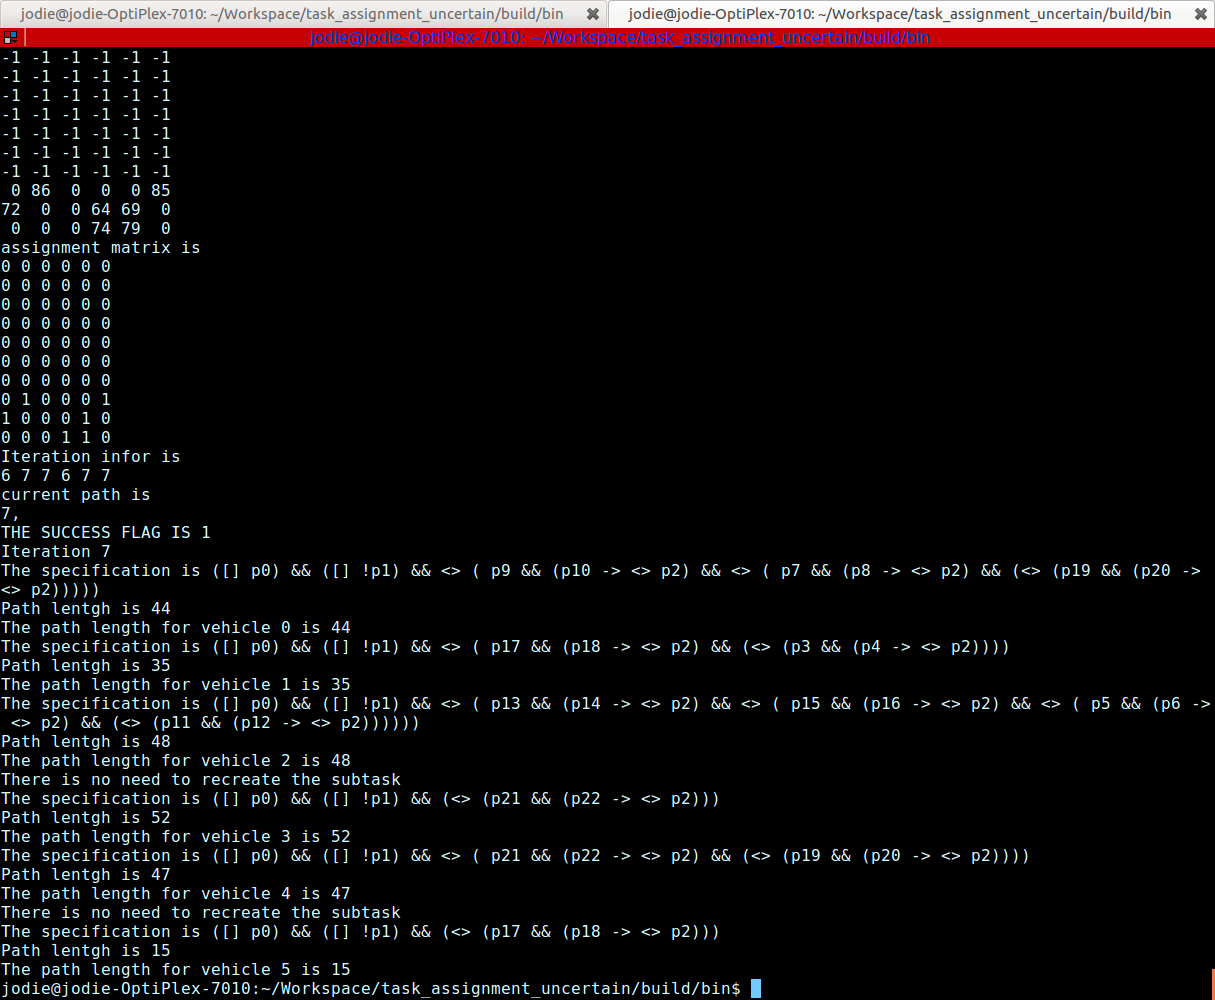 jodie@jodie-OptiPlex-7010: ~/Workspace/task_assignment_uncertain/build/bin
jodie@jodie-OptiPlex-7010: ~/Workspace/task_assignment_uncertain/build/bin
jodie@jodie-OptiPlex-7010: ~/Workspace/task_assignment_uncertain/build/bin
-1 -1 -1 -1 -1 -1
-1 -1 -1 -1 -1 -1
-1 -1 -1 -1 -1 -1
-1 -1 -1 -1 -1 -1
-1 -1 -1 -1 -1 -1
-1 -1 -1 -1 -1 -1
-1 -1 -1 -1 -1 -1
 0 86  0  0  0 85
72  0  0 64 69  0
 0  0  0 74 79  0
assignment matrix is
0 0 0 0 0 0
0 0 0 0 0 0
0 0 0 0 0 0
0 0 0 0 0 0
0 0 0 0 0 0
0 0 0 0 0 0
0 0 0 0 0 0
0 1 0 0 0 1
1 0 0 0 1 0
0 0 0 1 1 0
Iteration infor is
6 7 7 6 7 7
current path is
7,
THE SUCCESS FLAG IS 1
Iteration 7
The specification is ([] p0) && ([] !p1) && <> ( p9 && (p10 -> <> p2) && <> ( p7 && (p8 -> <> p2) && (<> (p19 && (p20 ->
<> p2)))))
Path lentgh is 44
The path length for vehicle 0 is 44
The specification is ([] p0) && ([] !p1) && <> ( p17 && (p18 -> <> p2) && (<> (p3 && (p4 -> <> p2))))
Path lentgh is 35
The path length for vehicle 1 is 35
The specification is ([] p0) && ([] !p1) && <> ( p13 && (p14 -> <> p2) && <> ( p15 && (p16 -> <> p2) && <> ( p5 && (p6 ->
 <> p2) && (<> (p11 && (p12 -> <> p2))))))
Path lentgh is 48
The path length for vehicle 2 is 48
There is no need to recreate the subtask
The specification is ([] p0) && ([] !p1) && (<> (p21 && (p22 -> <> p2)))
Path lentgh is 52
The path length for vehicle 3 is 52
The specification is ([] p0) && ([] !p1) && <> ( p21 && (p22 -> <> p2) && (<> (p19 && (p20 -> <> p2))))
Path lentgh is 47
The path length for vehicle 4 is 47
There is no need to recreate the subtask
The specification is ([] p0) && ([] !p1) && (<> (p17 && (p18 -> <> p2)))
Path lentgh is 15
The path length for vehicle 5 is 15
jodie@jodie-OptiPlex-7010:~/Workspace/task_assignment_uncertain/build/bin$